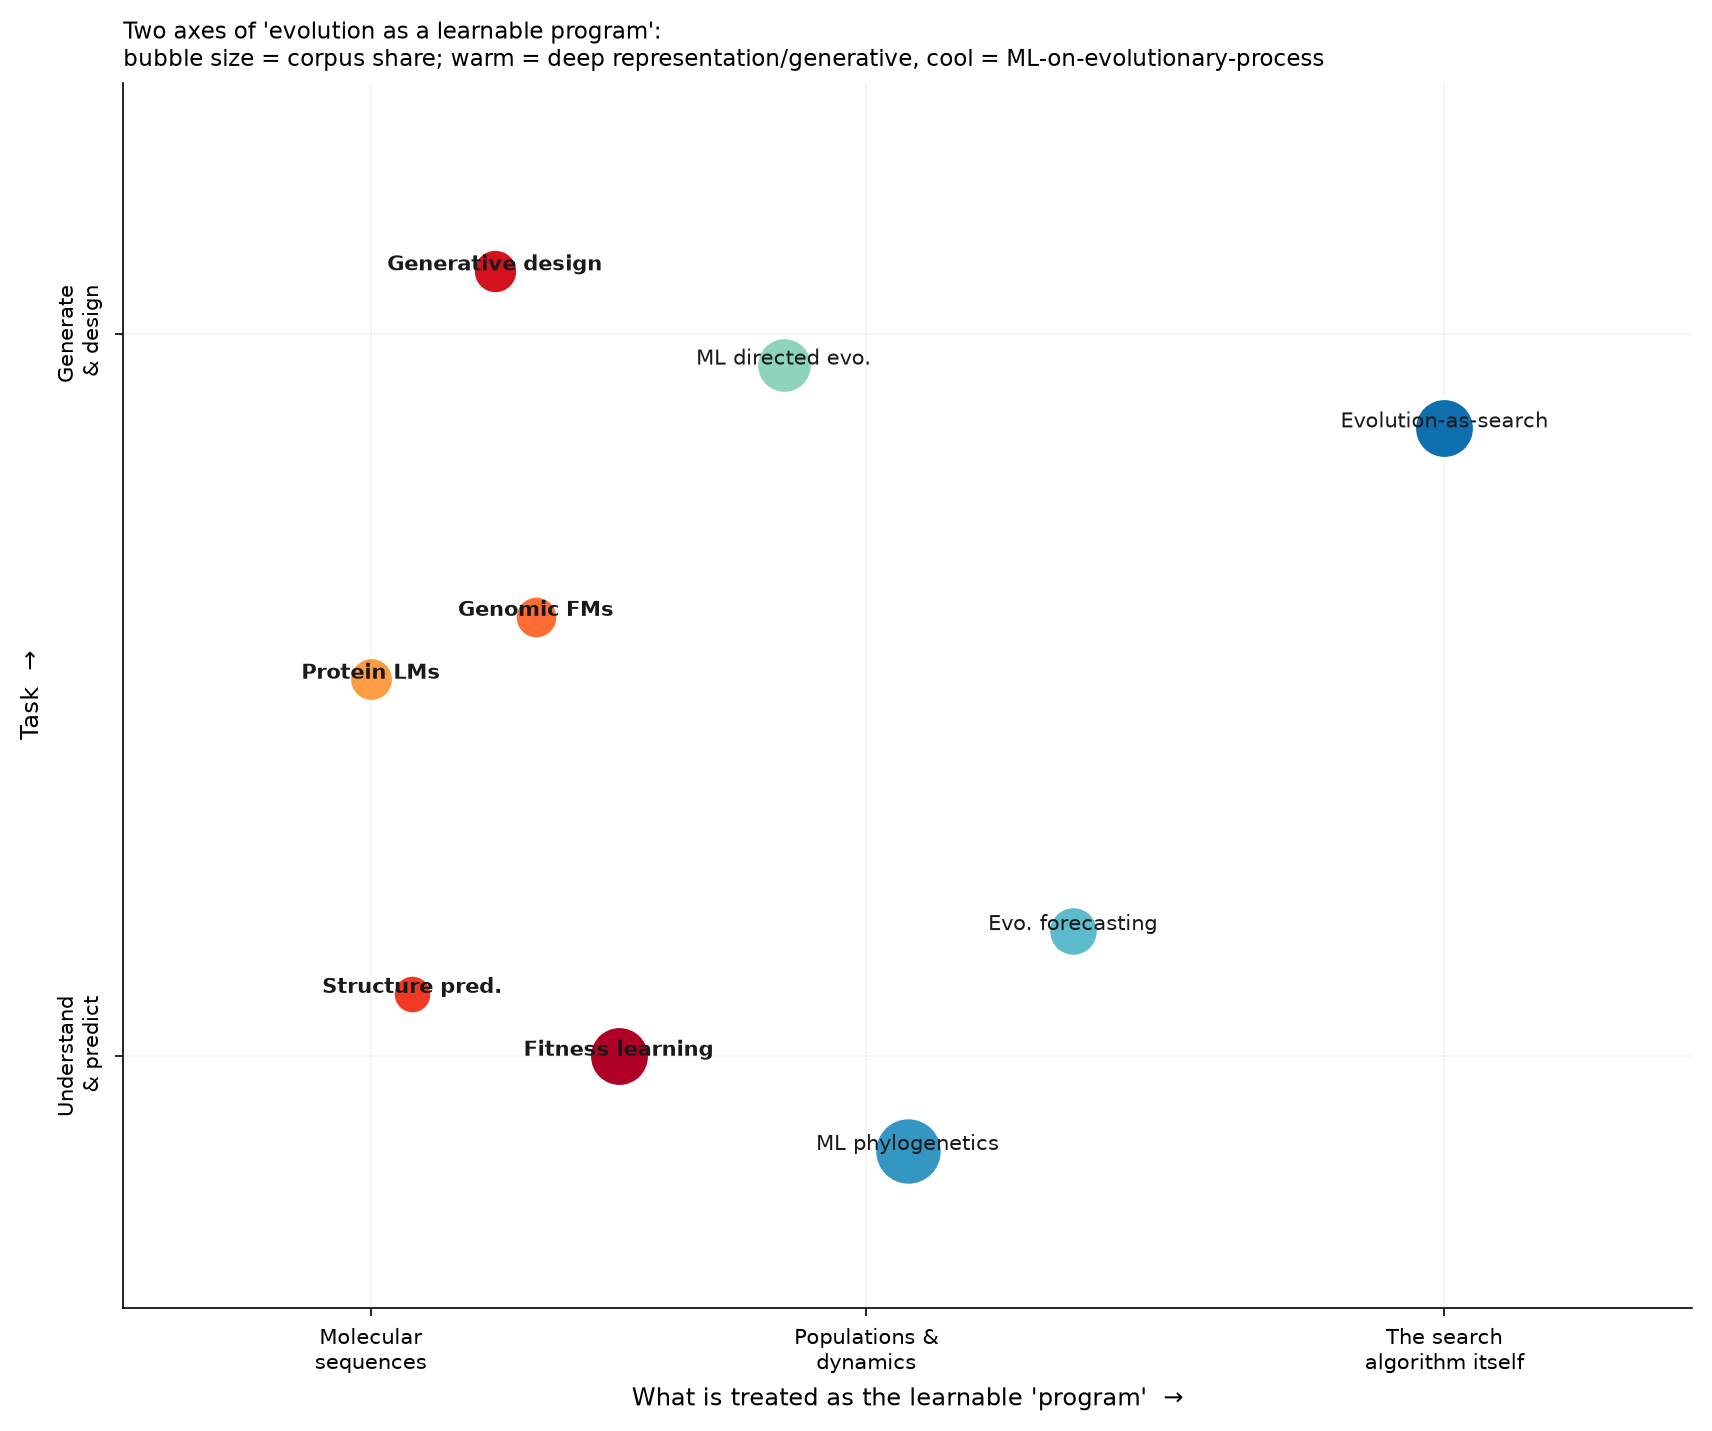 Two axes of 'evolution as a learnable program':
bubble size = corpus share; warm = deep representation/generative, cool = ML-on-evolutionary-process
Generate
& design
Generative design
ML directed evo.
Evolution-as-search
Genomic FMs
Protein LMs
Task →
Evo. forecasting
Structure pred.
Understand
& predict
Fitness learning
ML phylogenetics
Molecular
sequences
Populations &
dynamics
The search
algorithm itself
What is treated as the learnable 'program' →